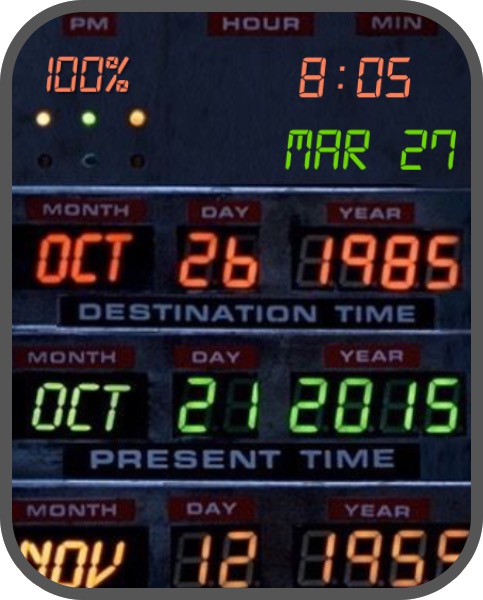 PM HOUR MIN
100% 8:05
MAR 27
MONTH DAY YEAR
OCT 26 1985
DESTINATION TIME
MONTH DAY YEAR
OCT 21 2015
PRESENT TIME
MONTH DAY YEAR
NOV 12 1955